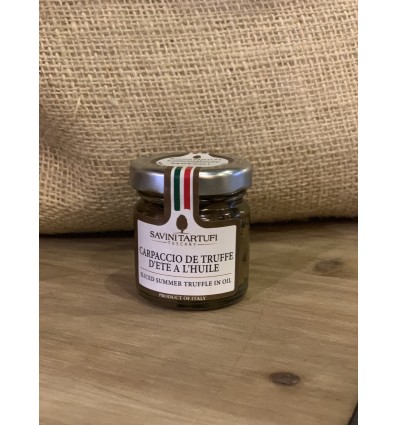 SAVINI TARTUFI
TUSCANY
CARPACCIO DE TRUFFE
D'ETE A L'HUILE
SLICED SUMMER TRUFFLE IN OIL
PRODUCT OF ITALY